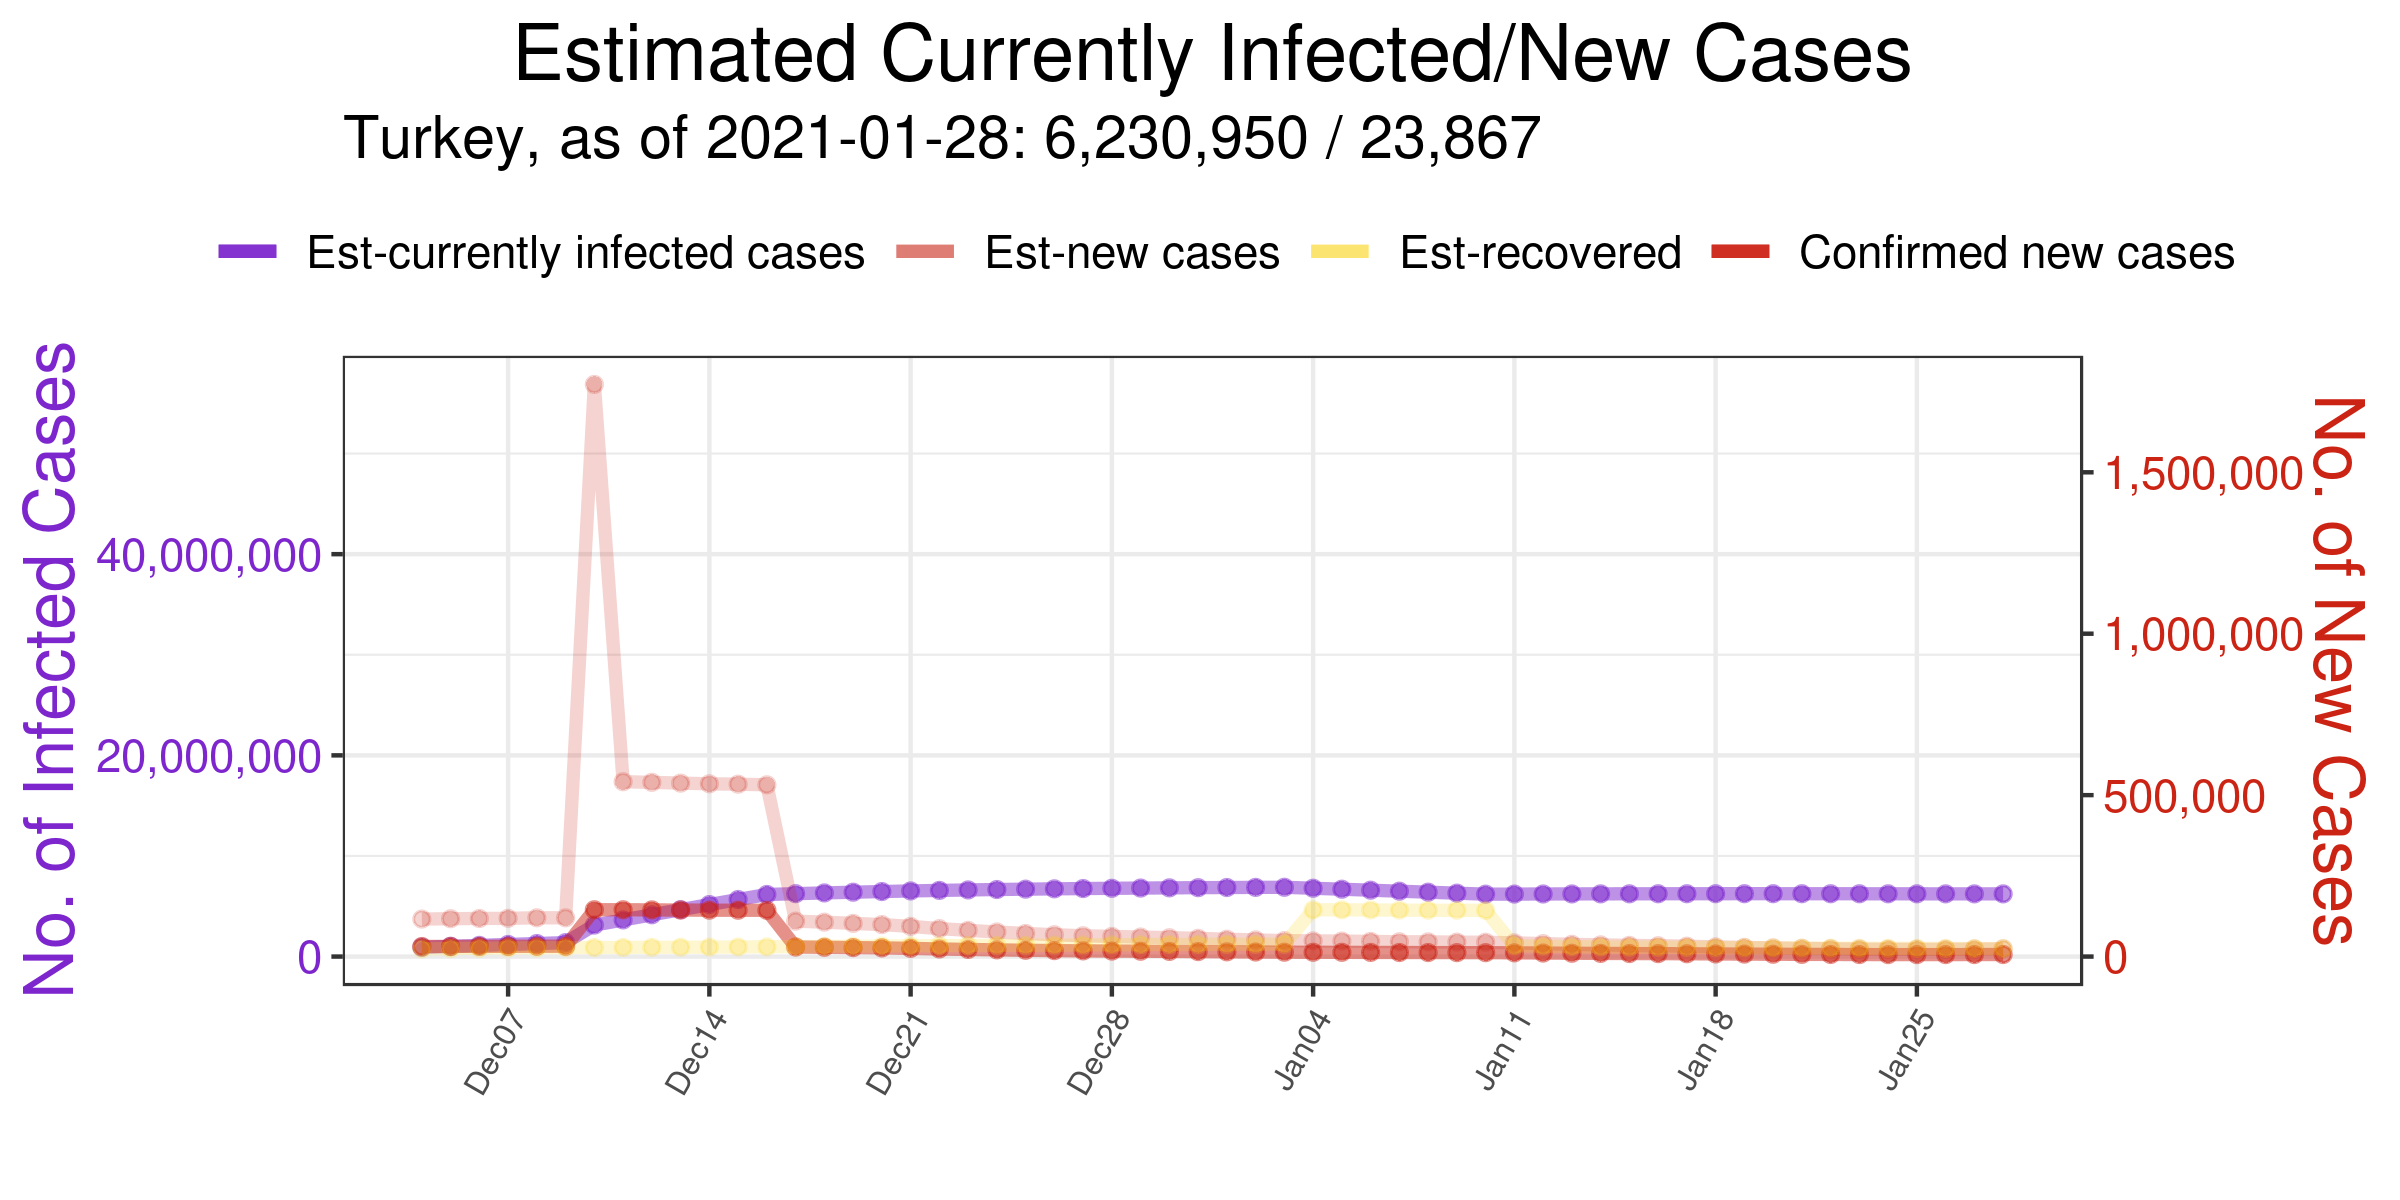 Estimated Currently Infected/New Cases
Turkey, as of 2021-01-28: 6,230,950 / 23,867
Est-currently infected cases Est-new cases Est-recovered Confirmed new cases
No. of Infected Cases
40,000,000
20,000,000
0
1,500,000
1,000,000
500,000
0
No. of New Cases
Dec07 Dec14 Dec21 Dec28 Jan04 Jan11 Jan18 Jan25